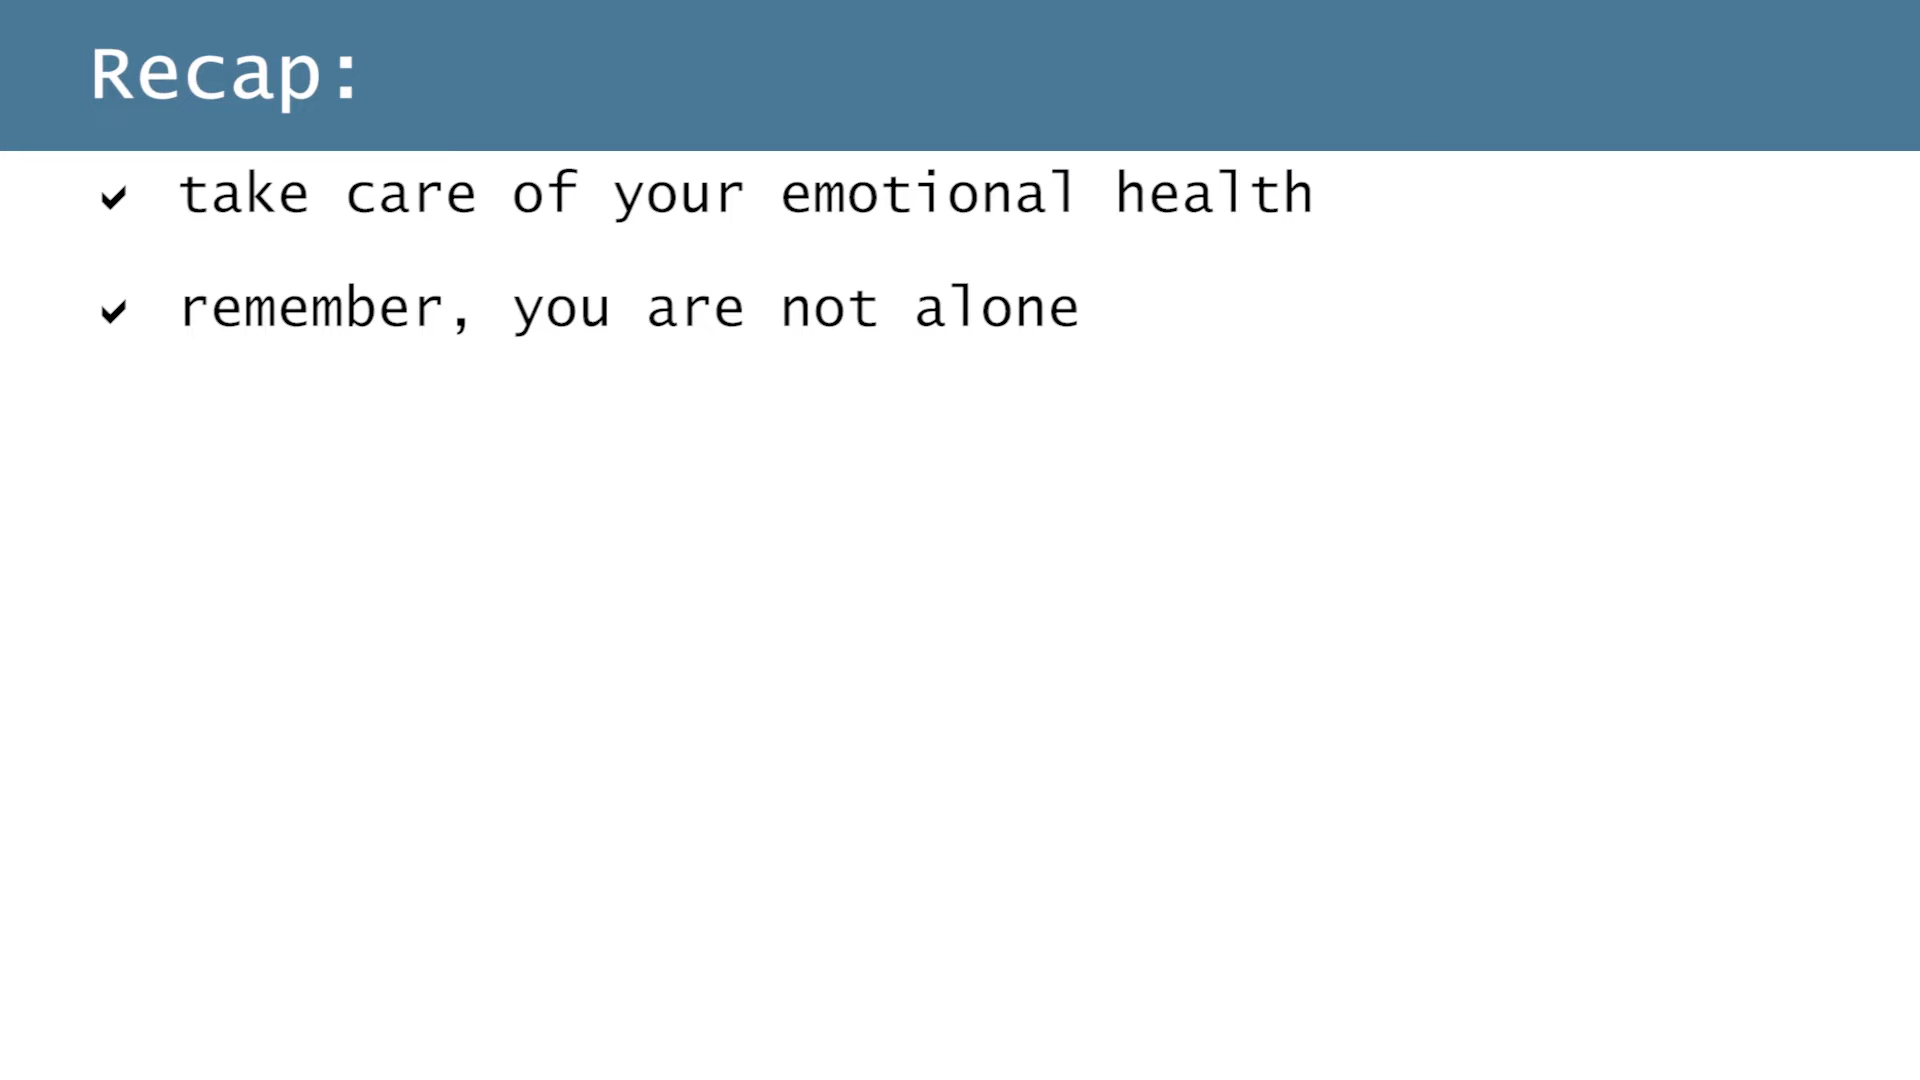 Recap:
✔ take care of your emotional health
✔ remember, you are not alone